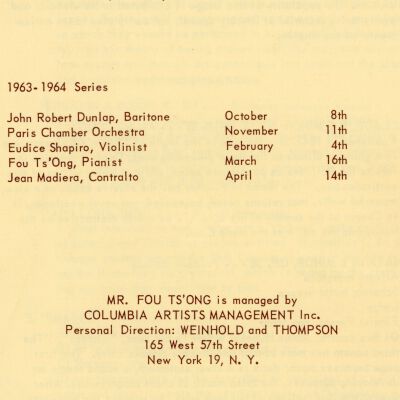 1963-1964 Series
John Robert Dunlap, Baritone October 8th
Paris Chamber Orchestra November 11th
Eudice Shapiro, Violinist February 4th
Fou Ts'Ong, Pianist March 16th
Jean Madiera, Contralto April 14th
MR. FOU TS'ONG is managed by
COLUMBIA ARTISTS MANAGEMENT Inc.
Personal Direction: WEINHOLD and THOMPSON
165 West 57th Street
New York 19, N. Y.